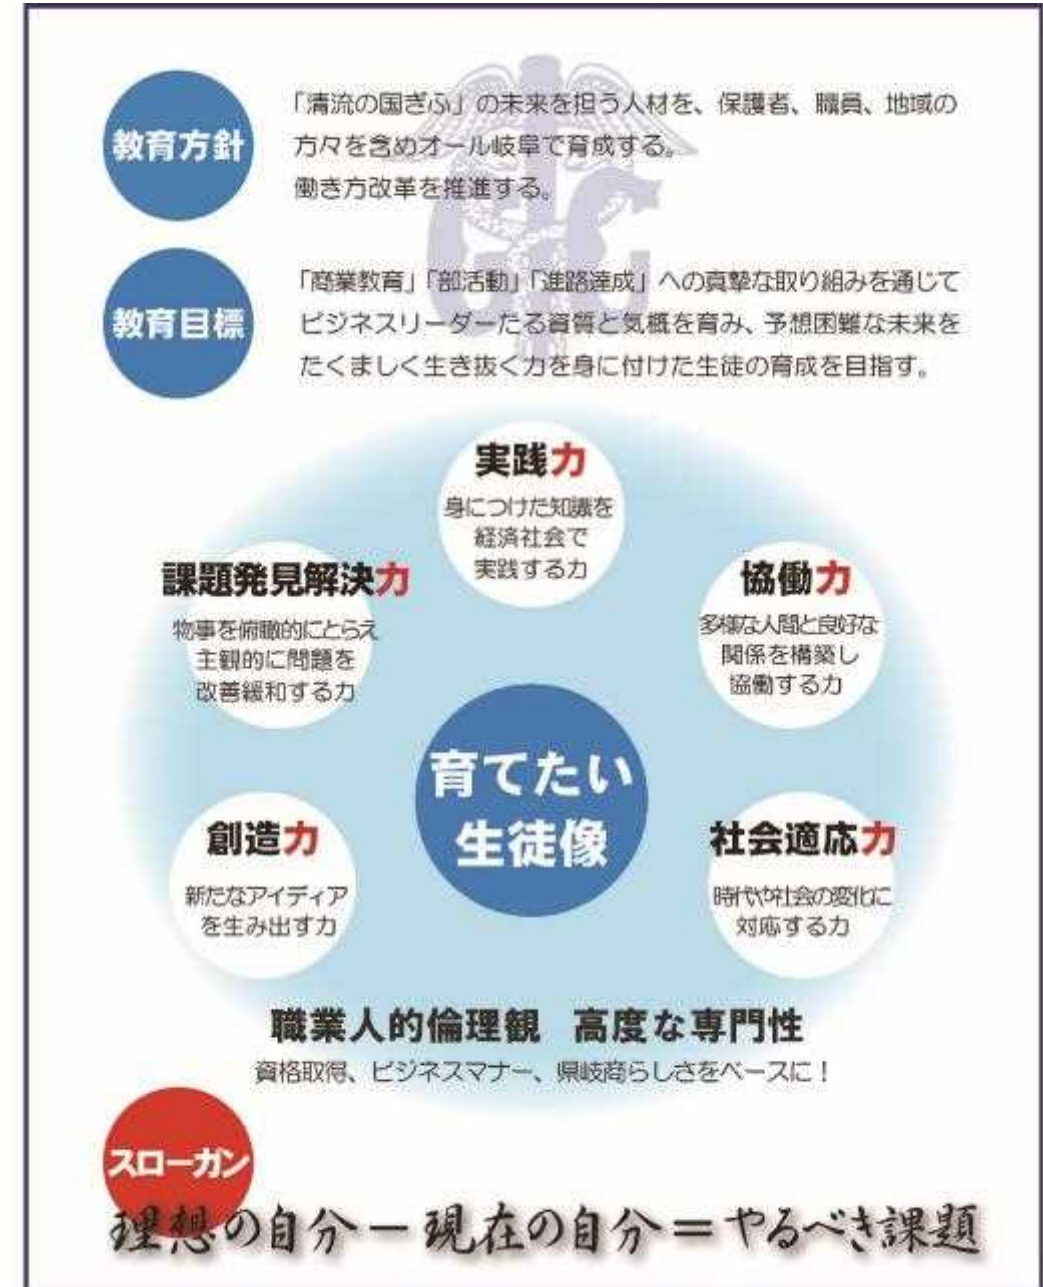 教育方針
「清流の国ぎふ」の未来を担う人材を、保護者、職員、地域の
方々を含めオール岐阜で育成する。
働き方改革を推進する。
教育目標
「商業教育」「部活動」「進路達成」への真摯な取り組みを通じて
ビジネスリーダーたる資質と気概を育み、予想困難な未来を
たくましく生き抜く力を身に付けた生徒の育成を目指す。
実践力
身につけた知識を
経済社会で
実践する力
課題発見解決力
物事を俯瞰的にとらえ
主観的に問題を
改善緩和する力
協働力
多様な人間と良好な
関係を構築し
協働する力
育てたい
生徒像
創造力
新たなアイディア
を生み出す力
社会適応力
時代や社会の変化に
対応する力
職業人的倫理観 高度な専門性
資格取得、ビジネスマナー、県岐商らしさをベースに！
スローガン
理想の自分－現在の自分＝やるべき課題